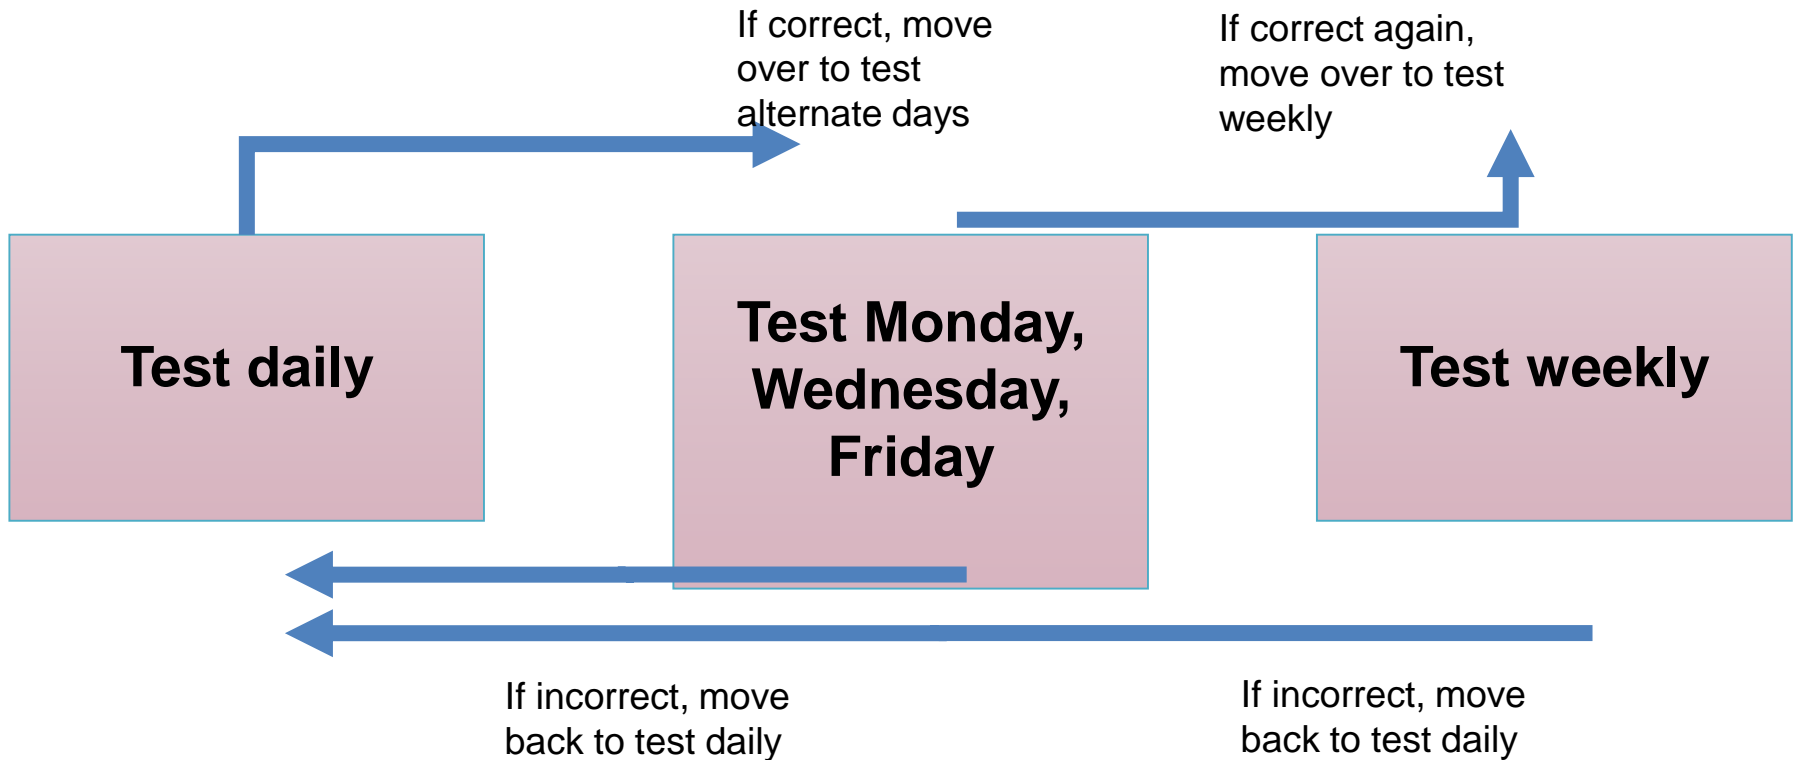 If correct, move
over to test
alternate days
If correct again,
move over to test
weekly
Test daily
Test Monday,
Wednesday,
Friday
Test weekly
If incorrect, move
back to test daily
If incorrect, move
back to test daily